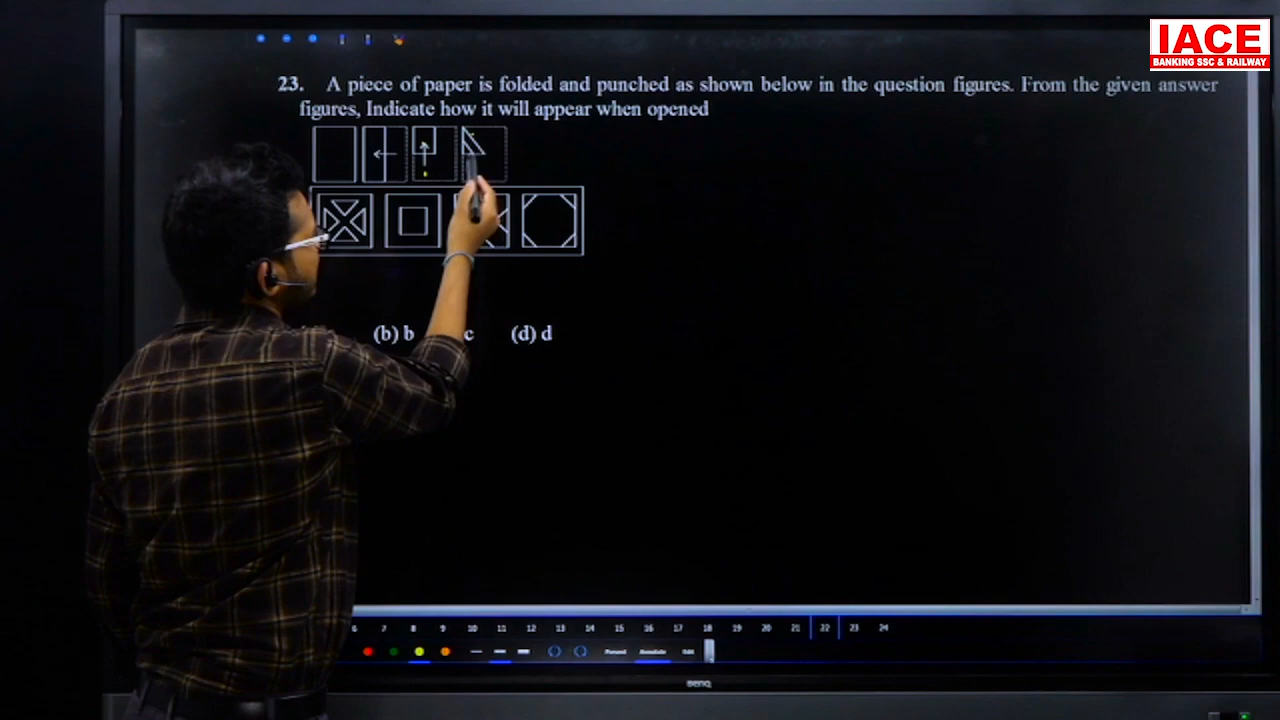 IACE
BANKING SSC & RAILWAY
23. A piece of paper is folded and punched as shown below in the question figures. From the given answer
figures, Indicate how it will appear when opened
(b) b c (d) d
6 7 8 9 10 11 12 13 14 15 16 17 18 19 20 21 22 23 24
BENQ